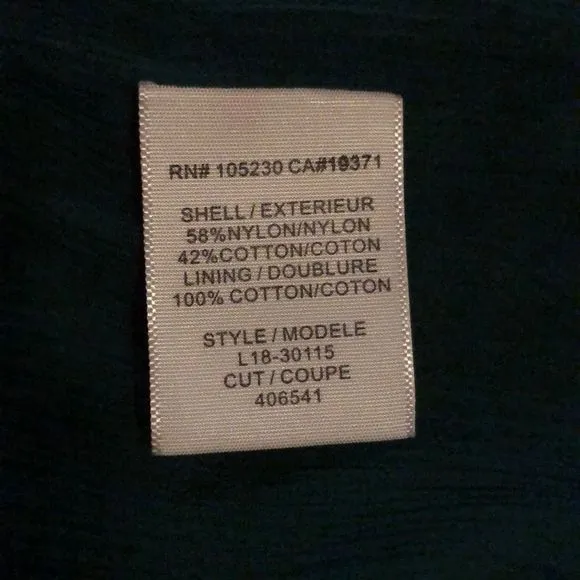 RN# 105230 CA#19371
SHELL / EXTERIEUR
58%NYLON/NYLON
42%COTTON/COTON
LINING / DOUBLURE
100% COTTON/COTON
STYLE / MODELE
L18-30115
CUT / COUPE
406541